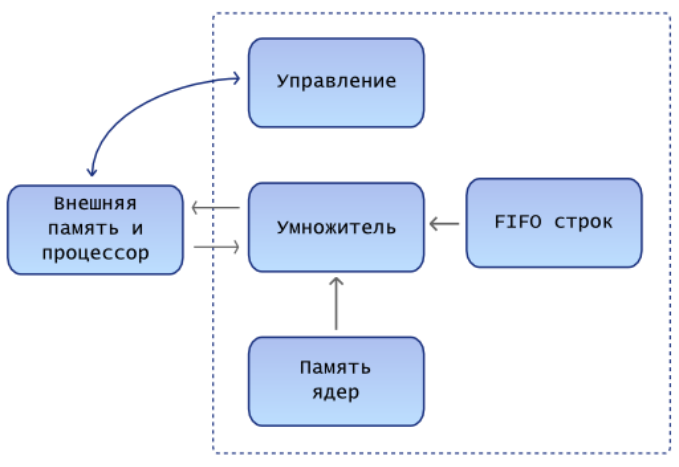 Управление
Внешняя
память и
процессор
Умножитель
FIFO строк
Память
ядер